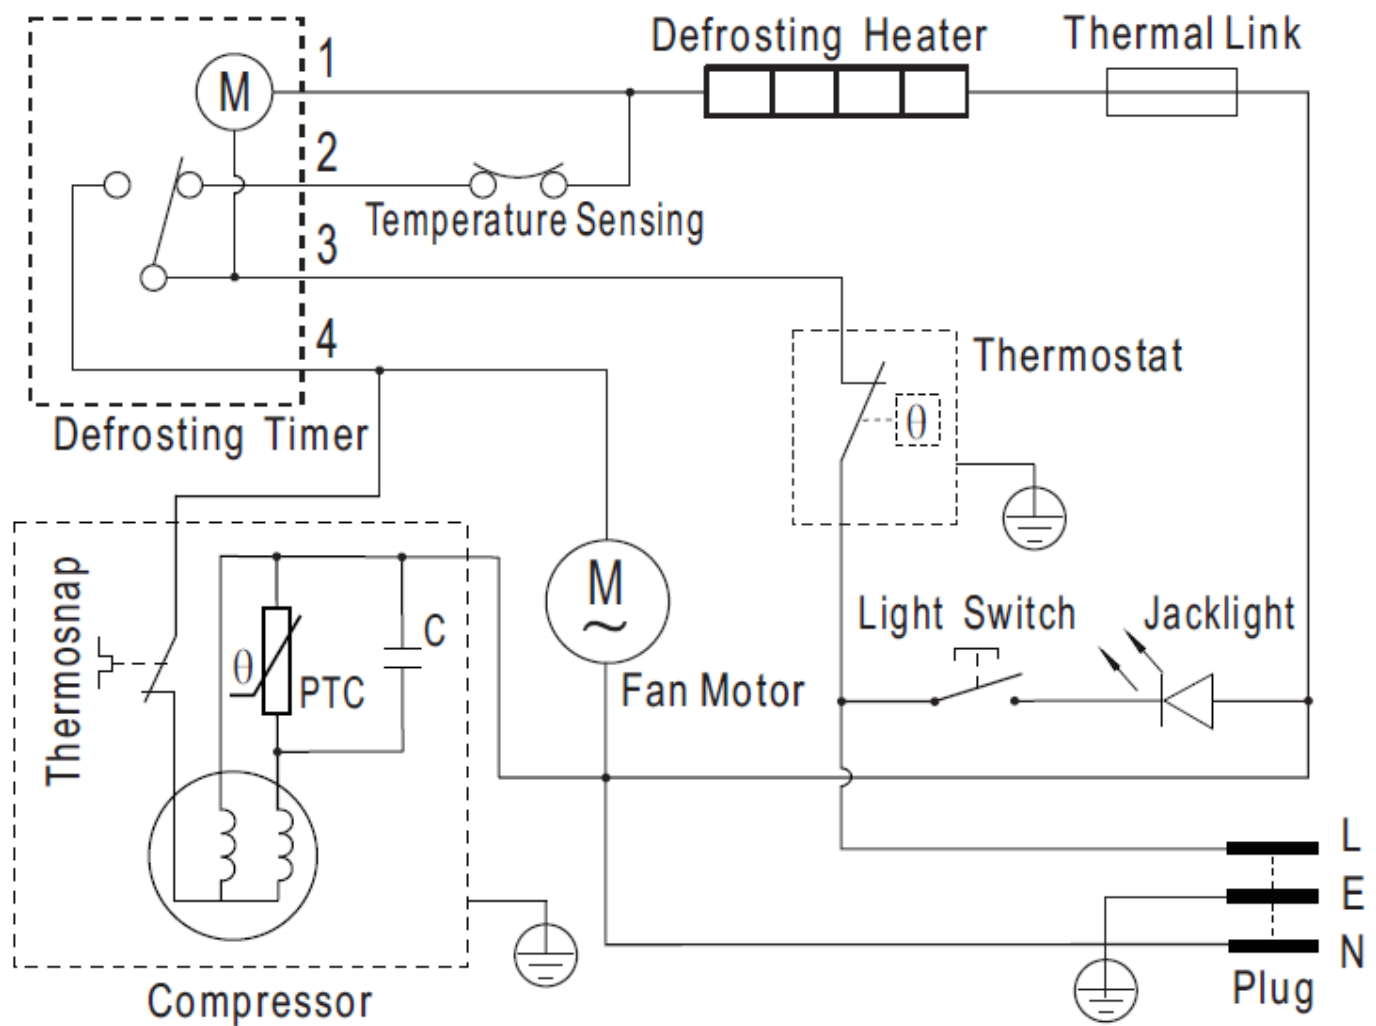 Defrosting Heater
Thermal Link
1
M
2
Temperature Sensing
3
4
Thermostat
θ
Defrosting Timer
Thermosnap
M
~
Light Switch
Jacklight
C
θ
PTC
Fan Motor
L
E
N
Plug
Compressor